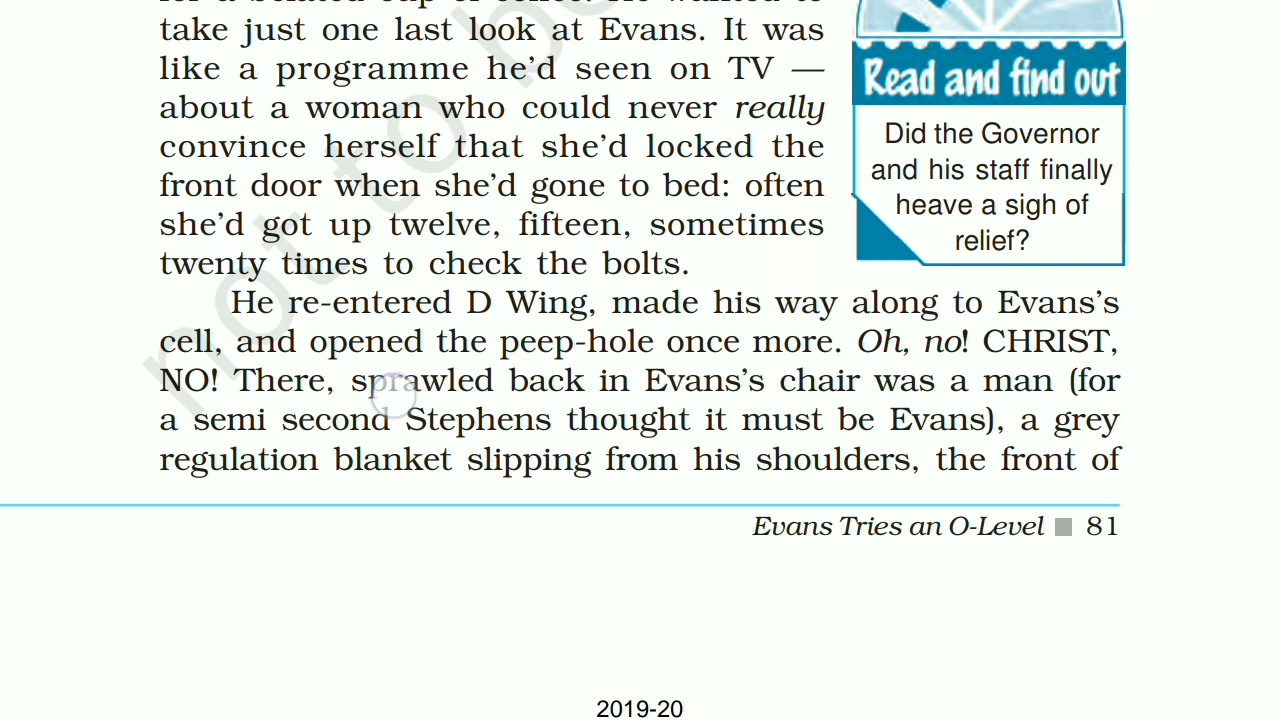 take just one last look at Evans. It was
like a programme he'd seen on TV —
about a woman who could never really
convince herself that she'd locked the
front door when she'd gone to bed: often
she'd got up twelve, fifteen, sometimes
twenty times to check the bolts.
Read and find out
Did the Governor
and his staff finally
heave a sigh of
relief?
He re-entered D Wing, made his way along to Evans's
cell, and opened the peep-hole once more. Oh, no! CHRIST,
NO! There, sprawled back in Evans's chair was a man (for
a semi second Stephens thought it must be Evans), a grey
regulation blanket slipping from his shoulders, the front of
Evans Tries an O-Level ■ 81
not to be
2019-20